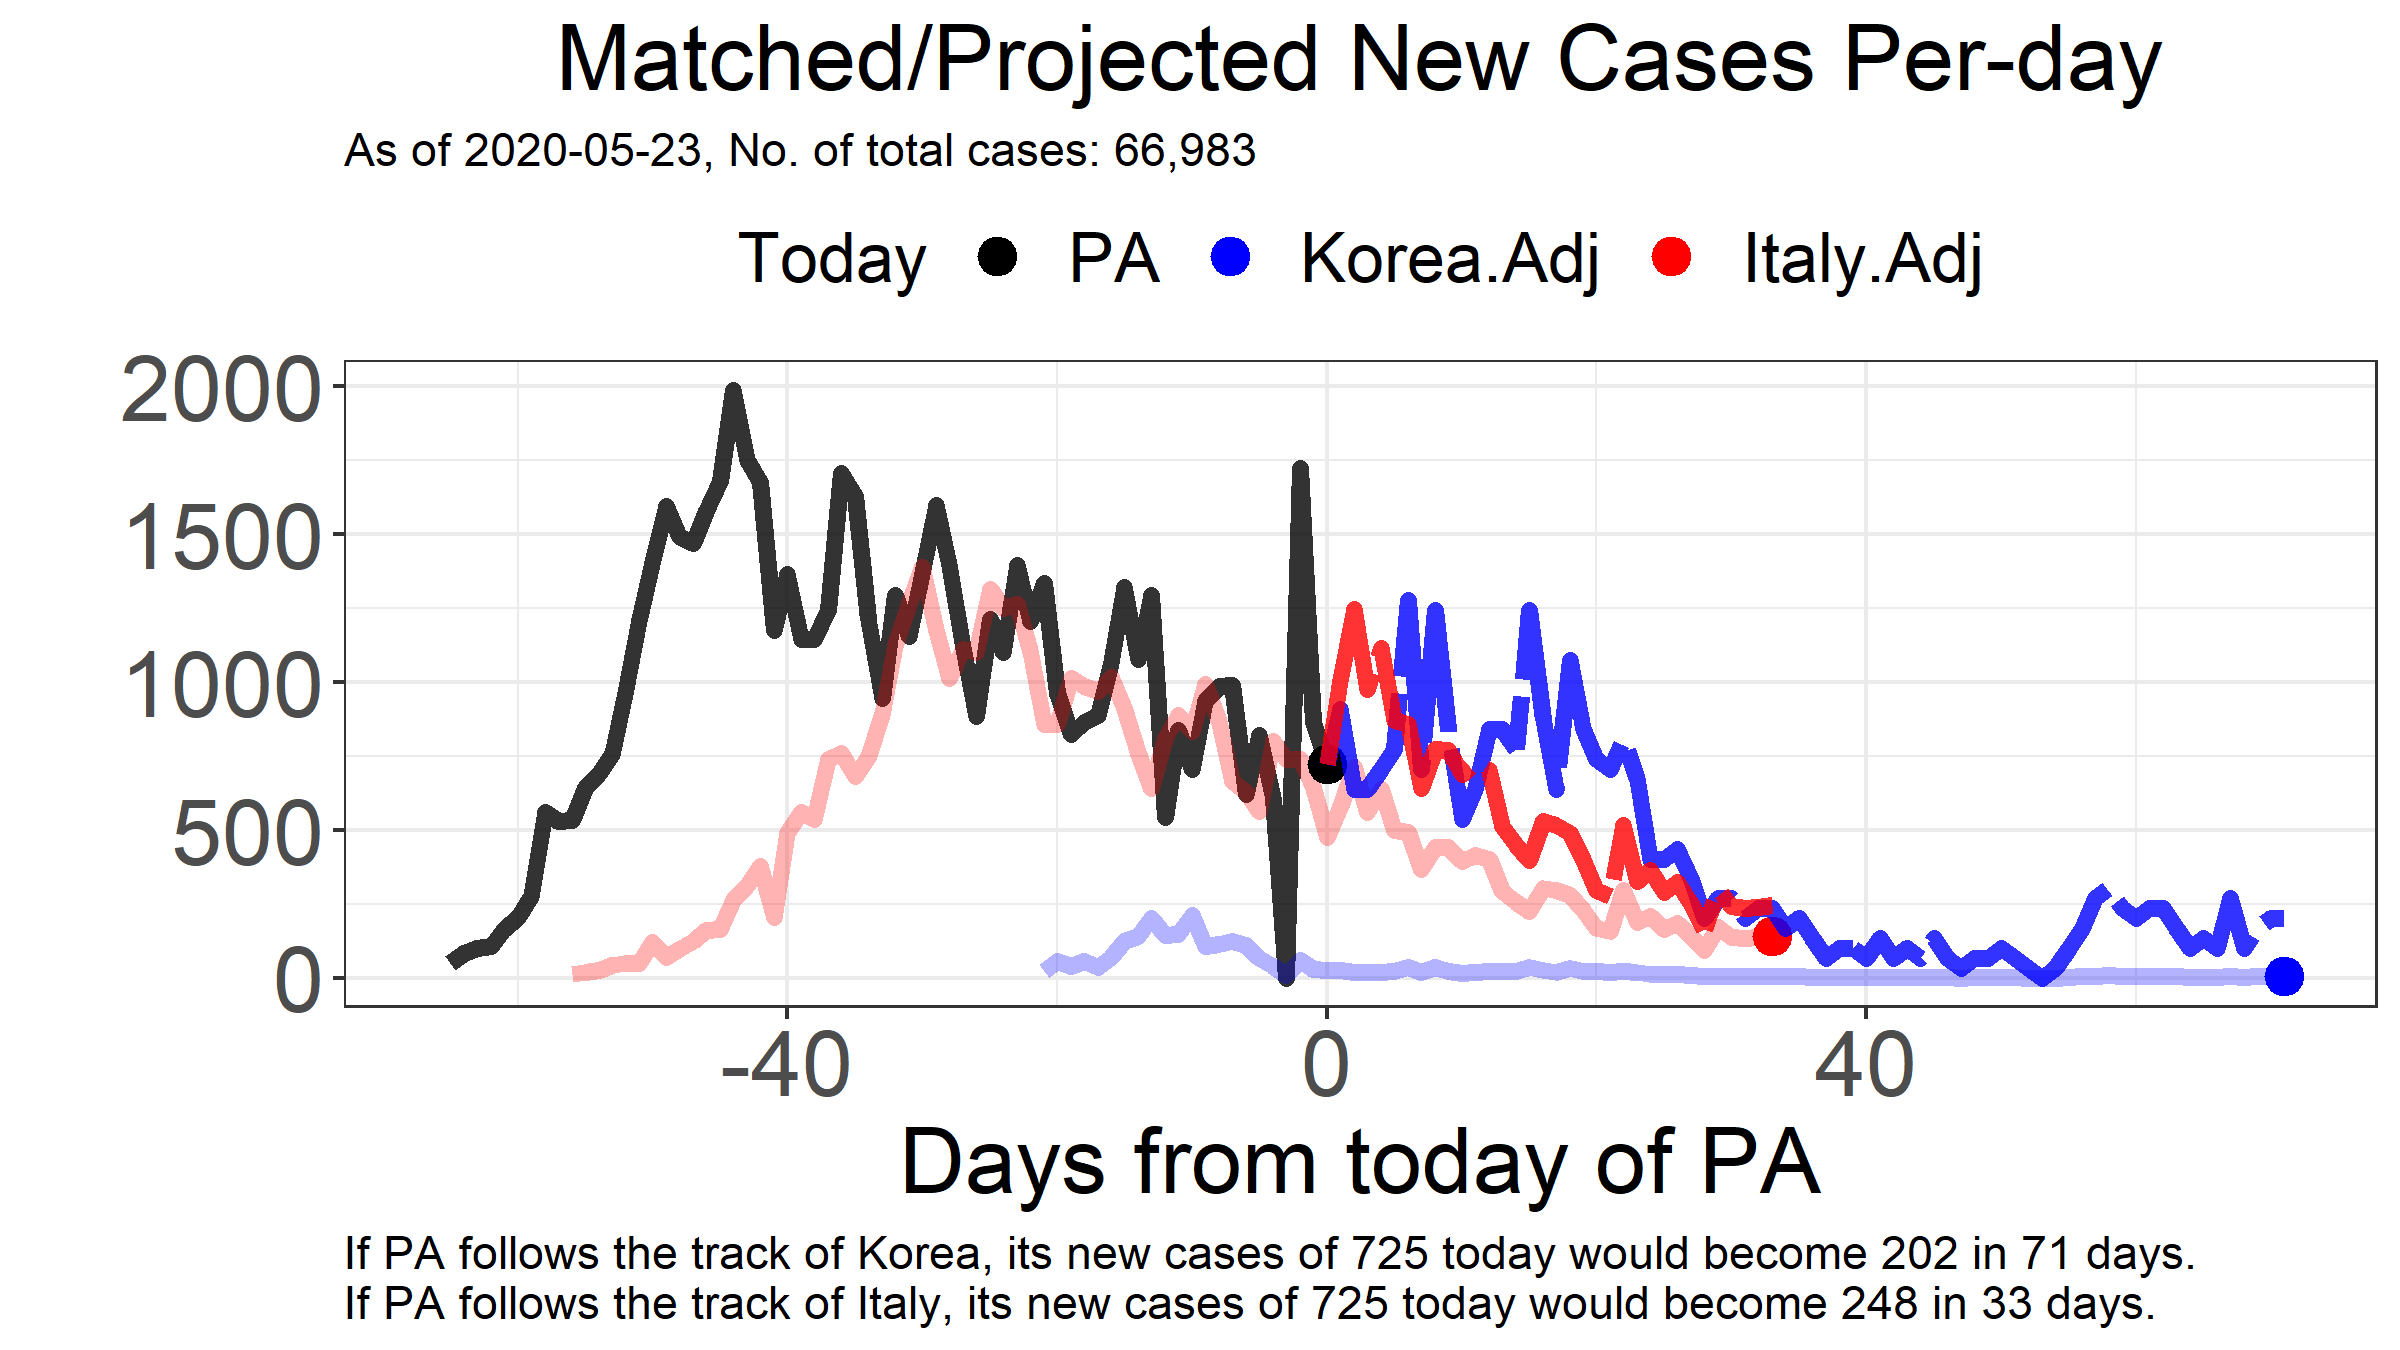 Matched/Projected New Cases Per-day
As of 2020-05-23, No. of total cases: 66,983
Today PA Korea.Adj Italy.Adj
2000
1500
1000
500
0
-40 0 40
Days from today of PA
If PA follows the track of Korea, its new cases of 725 today would become 202 in 71 days.
If PA follows the track of Italy, its new cases of 725 today would become 248 in 33 days.